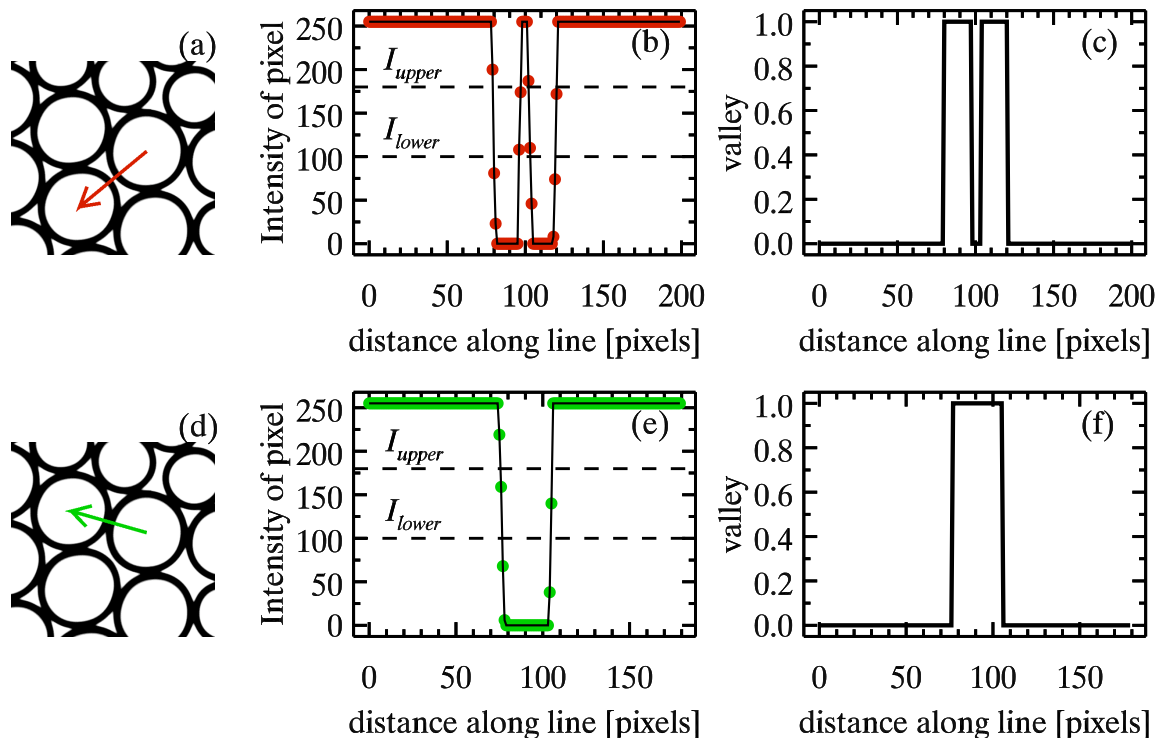 (a)
250
200
150
100
50
0
Intensity of pixel
I upper
I lower
(b)
0 50 100 150 200
distance along line [pixels]
1.0
0.8
0.6
0.4
0.2
0.0
valley
(c)
0 50 100 150 200
distance along line [pixels]
(d)
250
200
150
100
50
0
Intensity of pixel
I upper
I lower
(e)
0 50 100 150
distance along line [pixels]
1.0
0.8
0.6
0.4
0.2
0.0
valley
(f)
0 50 100 150
distance along line [pixels]